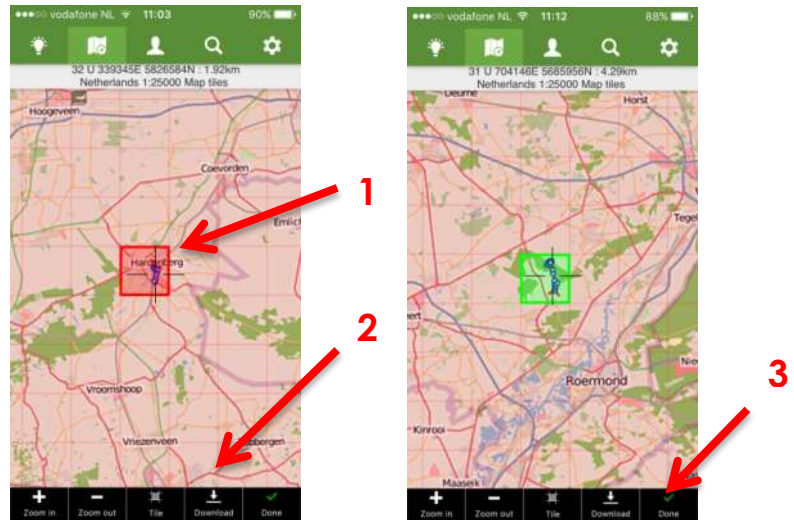 vodafone NL 11:03 90%
32 U 339345E 5826584N : 1.92km
Netherlands 1:25000 Map tiles
Hoogeveen
Coevorden
Hardenberg
Vroomshoop
Vriezenveen
Zoom in
Zoom out
Tile
Download
Done
1
2
vodafone NL 11:12 88%
31 U 704146E 5685956N : 4.29km
Netherlands 1:25000 Map tiles
Deurne
Horst
Tegel
Roermond
Kinrooi
Maaseik
Zoom in
Zoom out
Tile
Download
Done
3